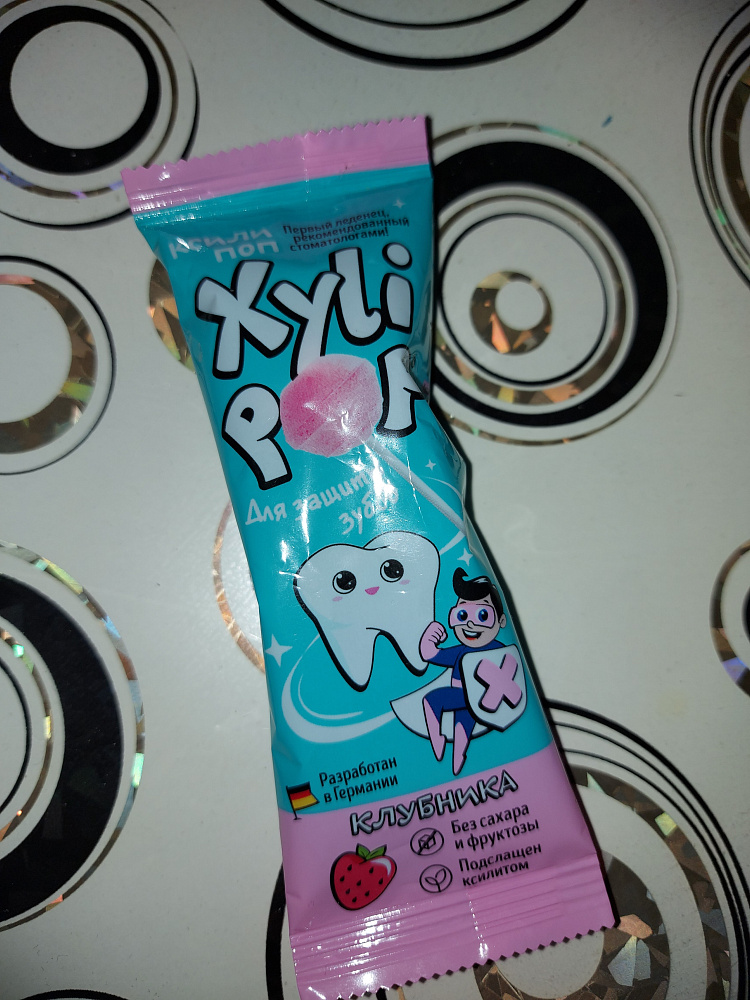 ксили
поп
Первый леденец,
рекомендованный
стоматологами!
Xyli
POP
Для защиты
зубов
Разработан
в Германии
КЛУБНИКА
Без сахара
и фруктозы
Подслащен
ксилитом
X